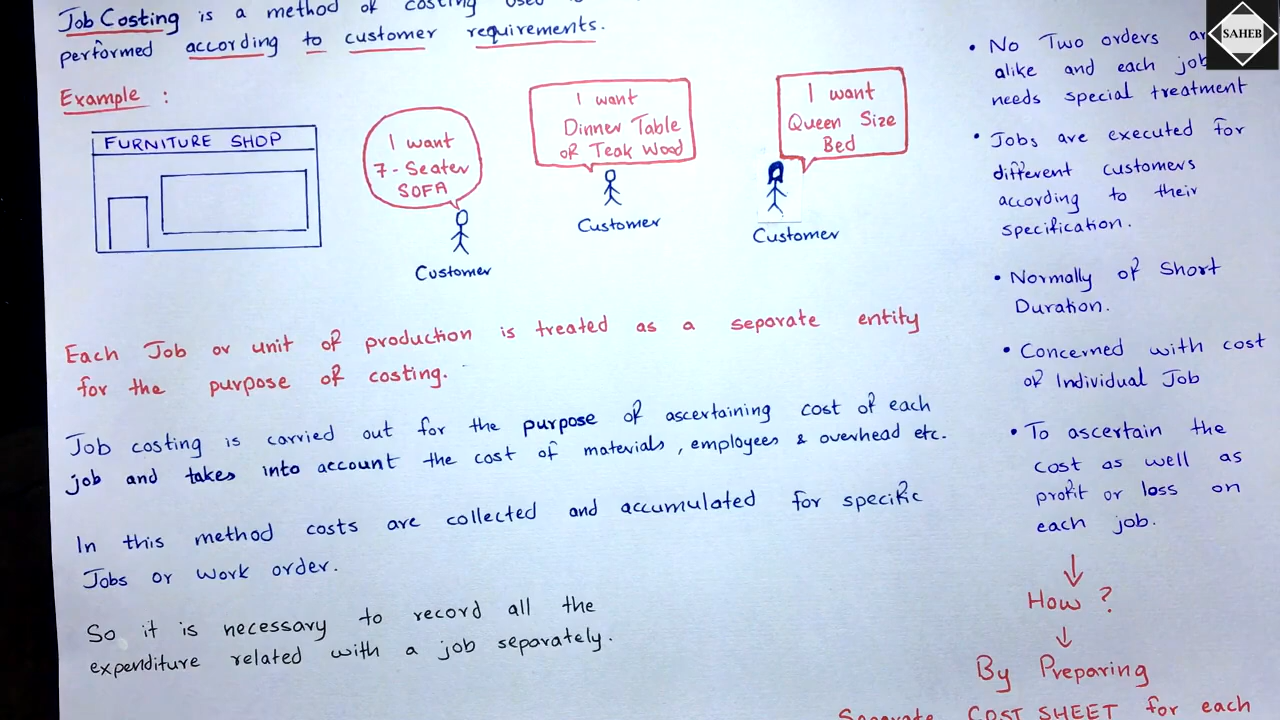 Job Costing is a method of costing used
performed according to customer requirements.
Example :
FURNITURE SHOP
I want
7-Seater
SOFA
Customer
I want
Dinner Table
of Teak Wood
Customer
I want
Queen Size
Bed
Customer
Each Job or unit of production is treated as a separate entity
for the purpose of costing.
Job costing is carried out for the purpose of ascertaining cost of each
job and takes into account the cost of materials, employees & overhead etc.
In this method costs are collected and accumulated for specific
Jobs or work order.
So it is necessary to record all the
expenditure related with a job separately.
SAHEB
• No Two orders
alike and each job
needs special treatment
• Jobs are executed for
different customers
according to their
specification.
• Normally of Short
Duration.
• Concerned with cost
of Individual Job
• To ascertain the
cost as well as
profit or loss on
each job.
↓
How ?
↓
By Preparing
Separate COST SHEET for each